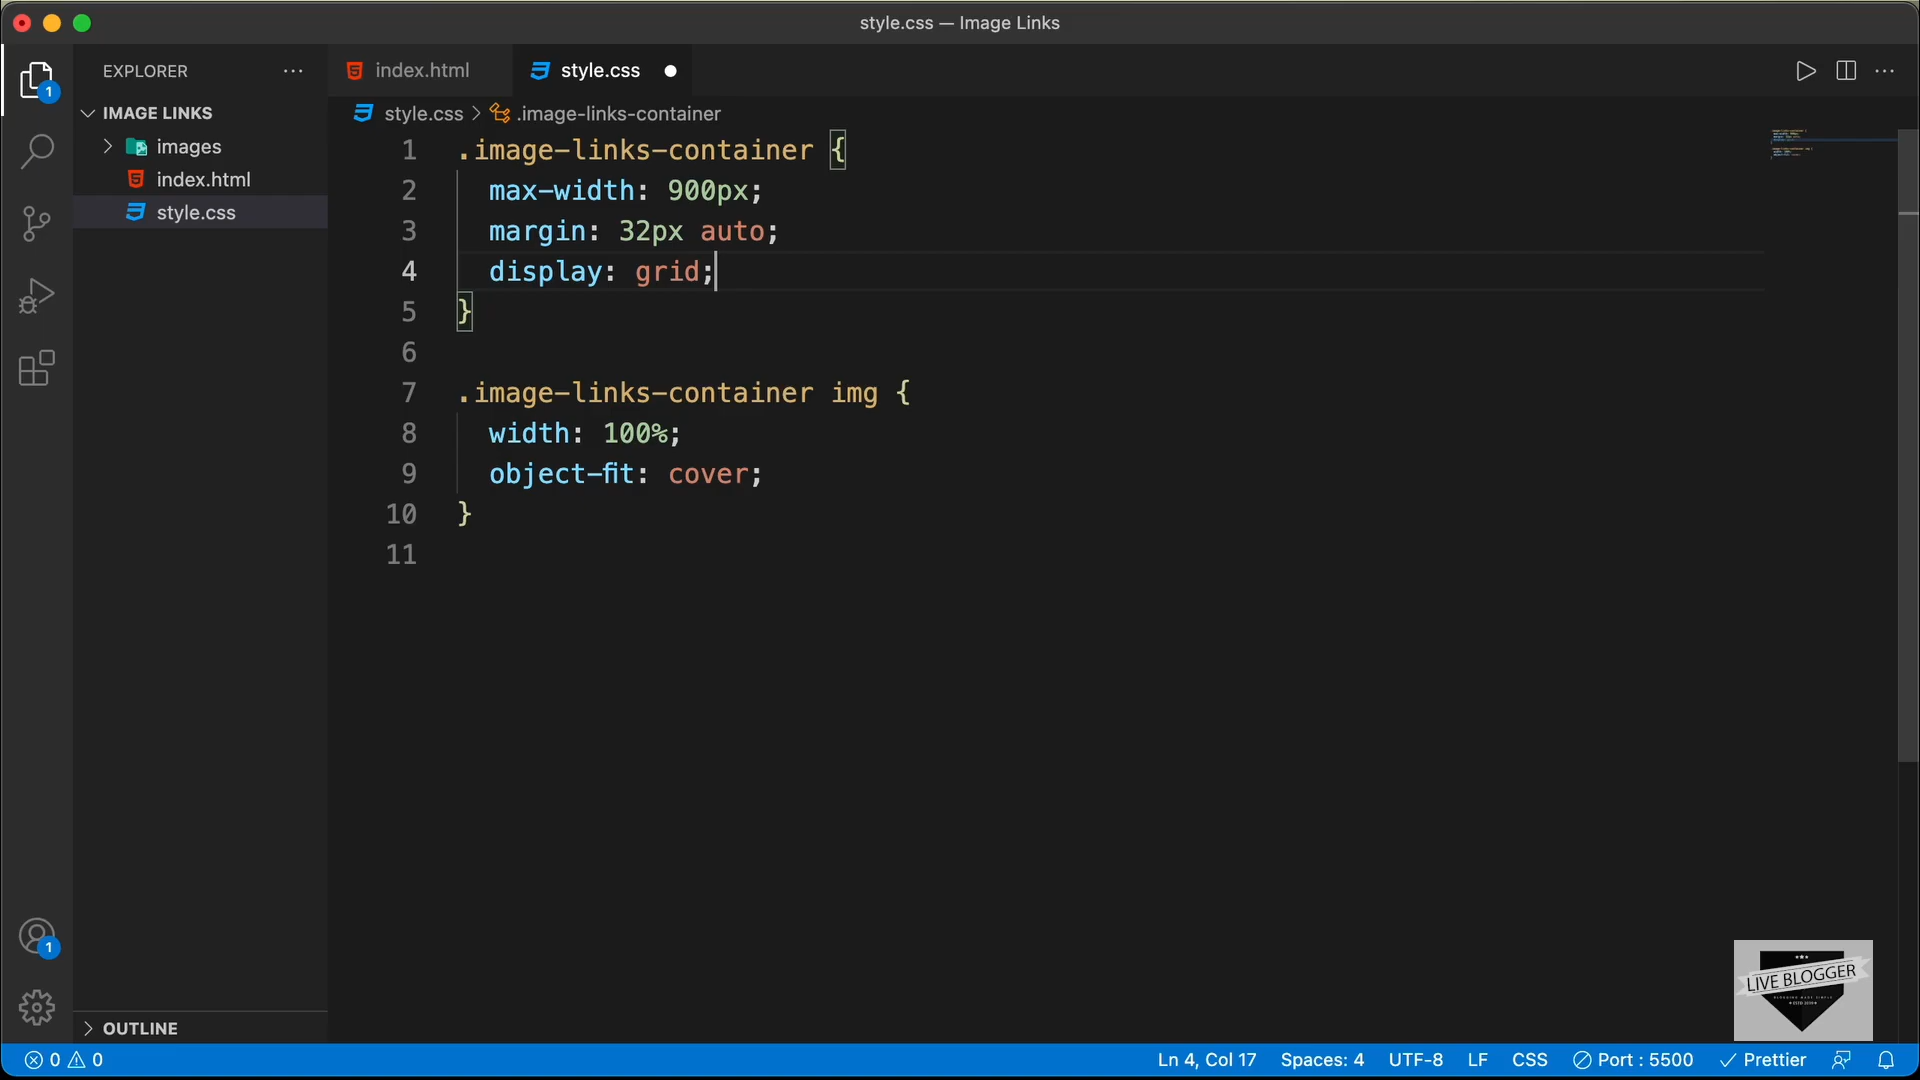 style.css — Image Links
EXPLORER
index.html
style.css
1
IMAGE LINKS
style.css
.image-links-container
images
index.html
style.css
1 .image-links-container {
2 max-width: 900px;
3 margin: 32px auto;
4 display: grid;
5 }
6
7 .image-links-container img {
8 width: 100%;
9 object-fit: cover;
10 }
11
1
LIVE BLOGGER
OUTLINE
0 0
Ln 4, Col 17
Spaces: 4
UTF-8
LF
CSS
Port : 5500
Prettier